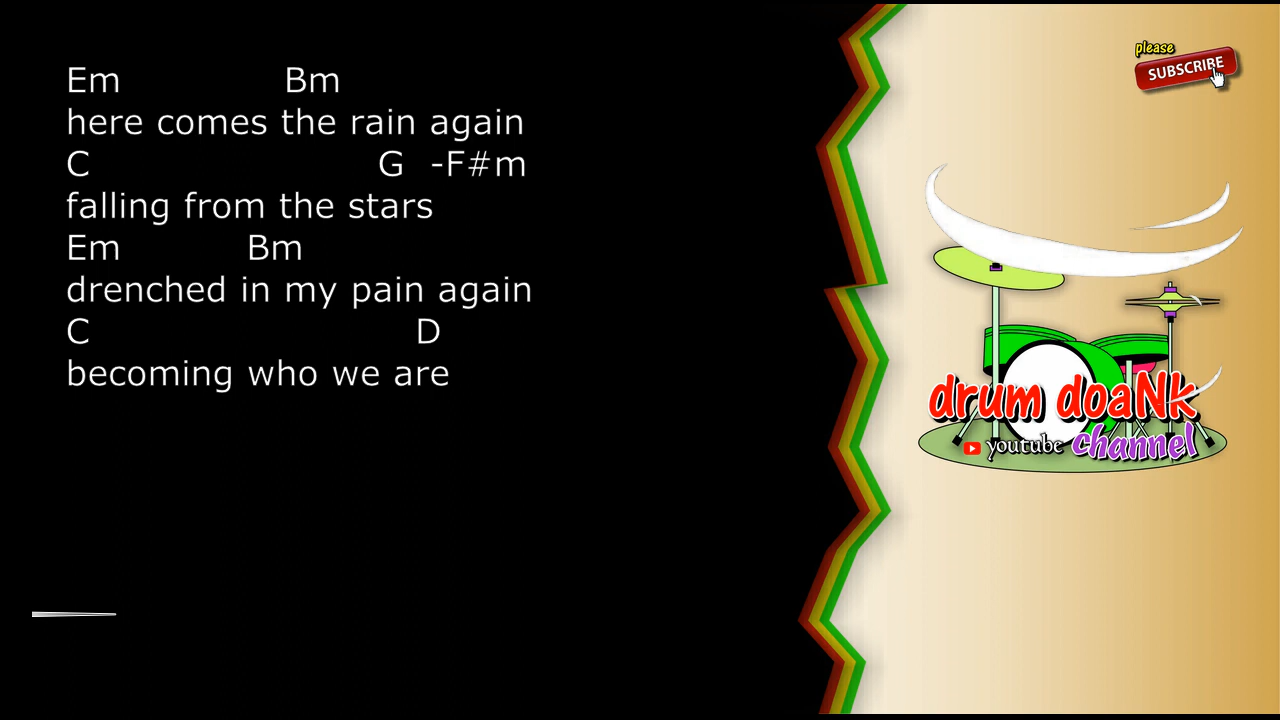 Em Bm
here comes the rain again
C G -F#m
falling from the stars
Em Bm
drenched in my pain again
C D
becoming who we are
please
SUBSCRIBE
drum doaNk
youtube channel